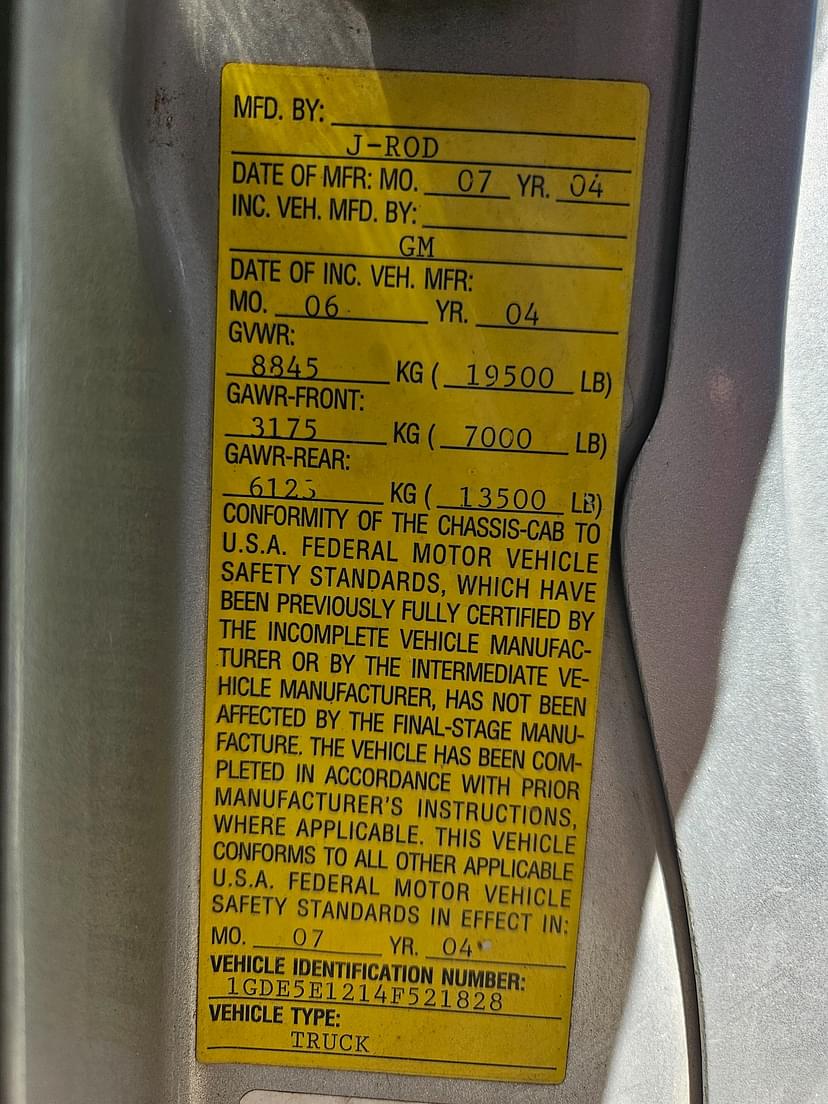 MFD. BY:
J-ROD
DATE OF MFR: MO. 07 YR. 04
INC. VEH. MFD. BY:
GM
DATE OF INC. VEH. MFR:
MO. 06 YR. 04
GVWR:
8845 KG ( 19500 LB)
GAWR-FRONT:
3175 KG ( 7000 LB)
GAWR-REAR:
6123 KG ( 13500 LB)
CONFORMITY OF THE CHASSIS-CAB TO
U.S.A. FEDERAL MOTOR VEHICLE
SAFETY STANDARDS, WHICH HAVE
BEEN PREVIOUSLY FULLY CERTIFIED BY
THE INCOMPLETE VEHICLE MANUFAC-
TURER OR BY THE INTERMEDIATE VE-
HICLE MANUFACTURER, HAS NOT BEEN
AFFECTED BY THE FINAL-STAGE MANU-
FACTURE. THE VEHICLE HAS BEEN COM-
PLETED IN ACCORDANCE WITH PRIOR
MANUFACTURER'S INSTRUCTIONS,
WHERE APPLICABLE. THIS VEHICLE
CONFORMS TO ALL OTHER APPLICABLE
U.S.A. FEDERAL MOTOR VEHICLE
SAFETY STANDARDS IN EFFECT IN:
MO. 07 YR. 04
VEHICLE IDENTIFICATION NUMBER:
1GDE5E1214F521828
VEHICLE TYPE:
TRUCK